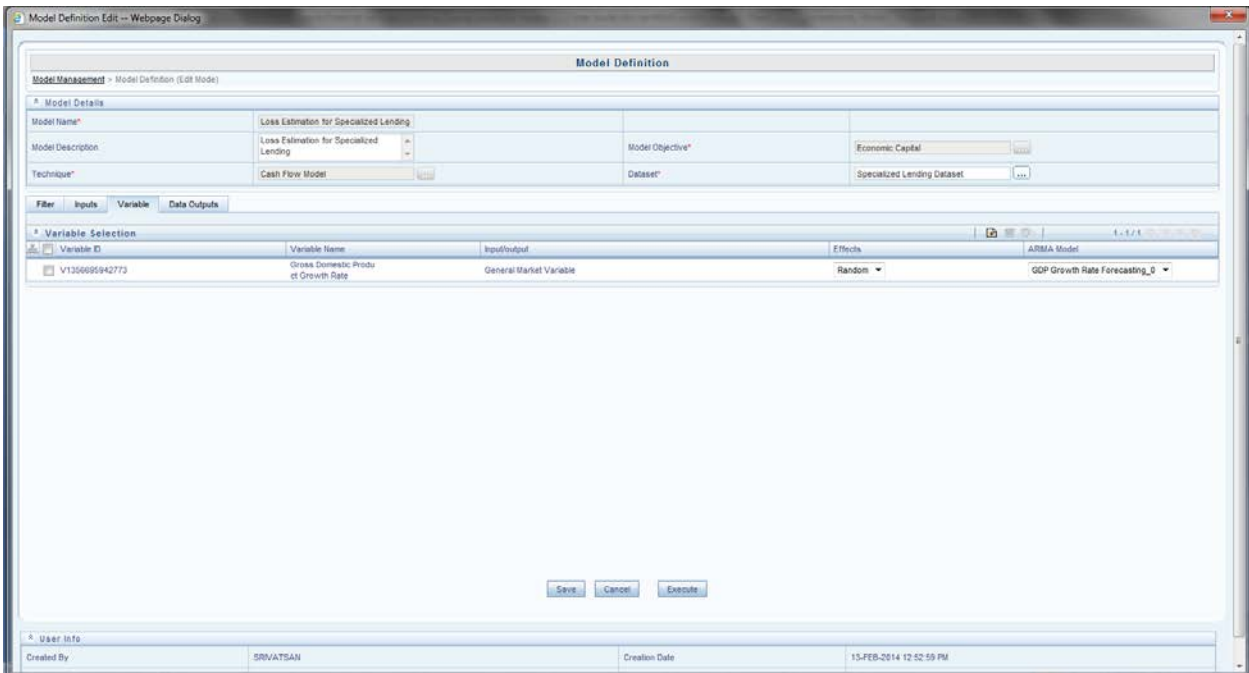 Model Definition Edit -- Webpage Dialog
Model Definition
Model Management > Model Definition (Edit Mode)
Model Details
Model Name* Loss Estimation for Specialized Lending
Model Description Loss Estimation for Specialized Lending Model Objective* Economic Capital ...
Technique* Cash Flow Model ... Dataset* Specialized Lending Dataset ...
Filter Inputs Variable Data Outputs
Variable Selection 1 - 1 / 1
Variable ID Variable Name Input/output Effects ARMA Model
V1356695942773 Gross Domestic Produ
ct Growth Rate General Market Variable Random GDP Growth Rate Forecasting_0
Save Cancel Execute
User Info
Created By SRIVATSAN Creation Date 13-FEB-2014 12:52:59 PM